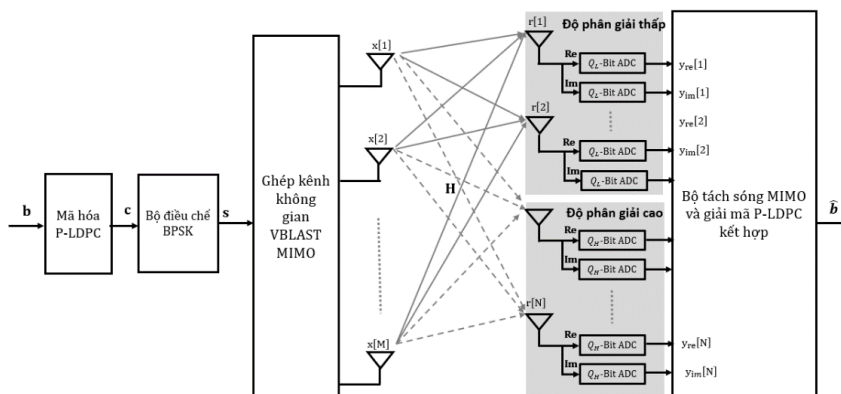 b
Mã hóa
P-LDPC
c
Bộ điều chế
BPSK
s
Ghép kênh
không
gian
VBLAST
MIMO
x[1]
x[2]
x[M]
H
r[1]
Độ phân giải thấp
Re
Q_L-Bit ADC
y_re[1]
Im
Q_L-Bit ADC
y_im[1]
r[2]
y_re[2]
Re
Q_L-Bit ADC
y_im[2]
Im
Q_L-Bit ADC
Độ phân giải cao
Re
Q_H-Bit ADC
Im
Q_H-Bit ADC
r[N]
Re
Q_H-Bit ADC
y_re[N]
Im
Q_H-Bit ADC
y_im[N]
Bộ tách sóng MIMO
và giải mã P-LDPC
kết hợp
b̂